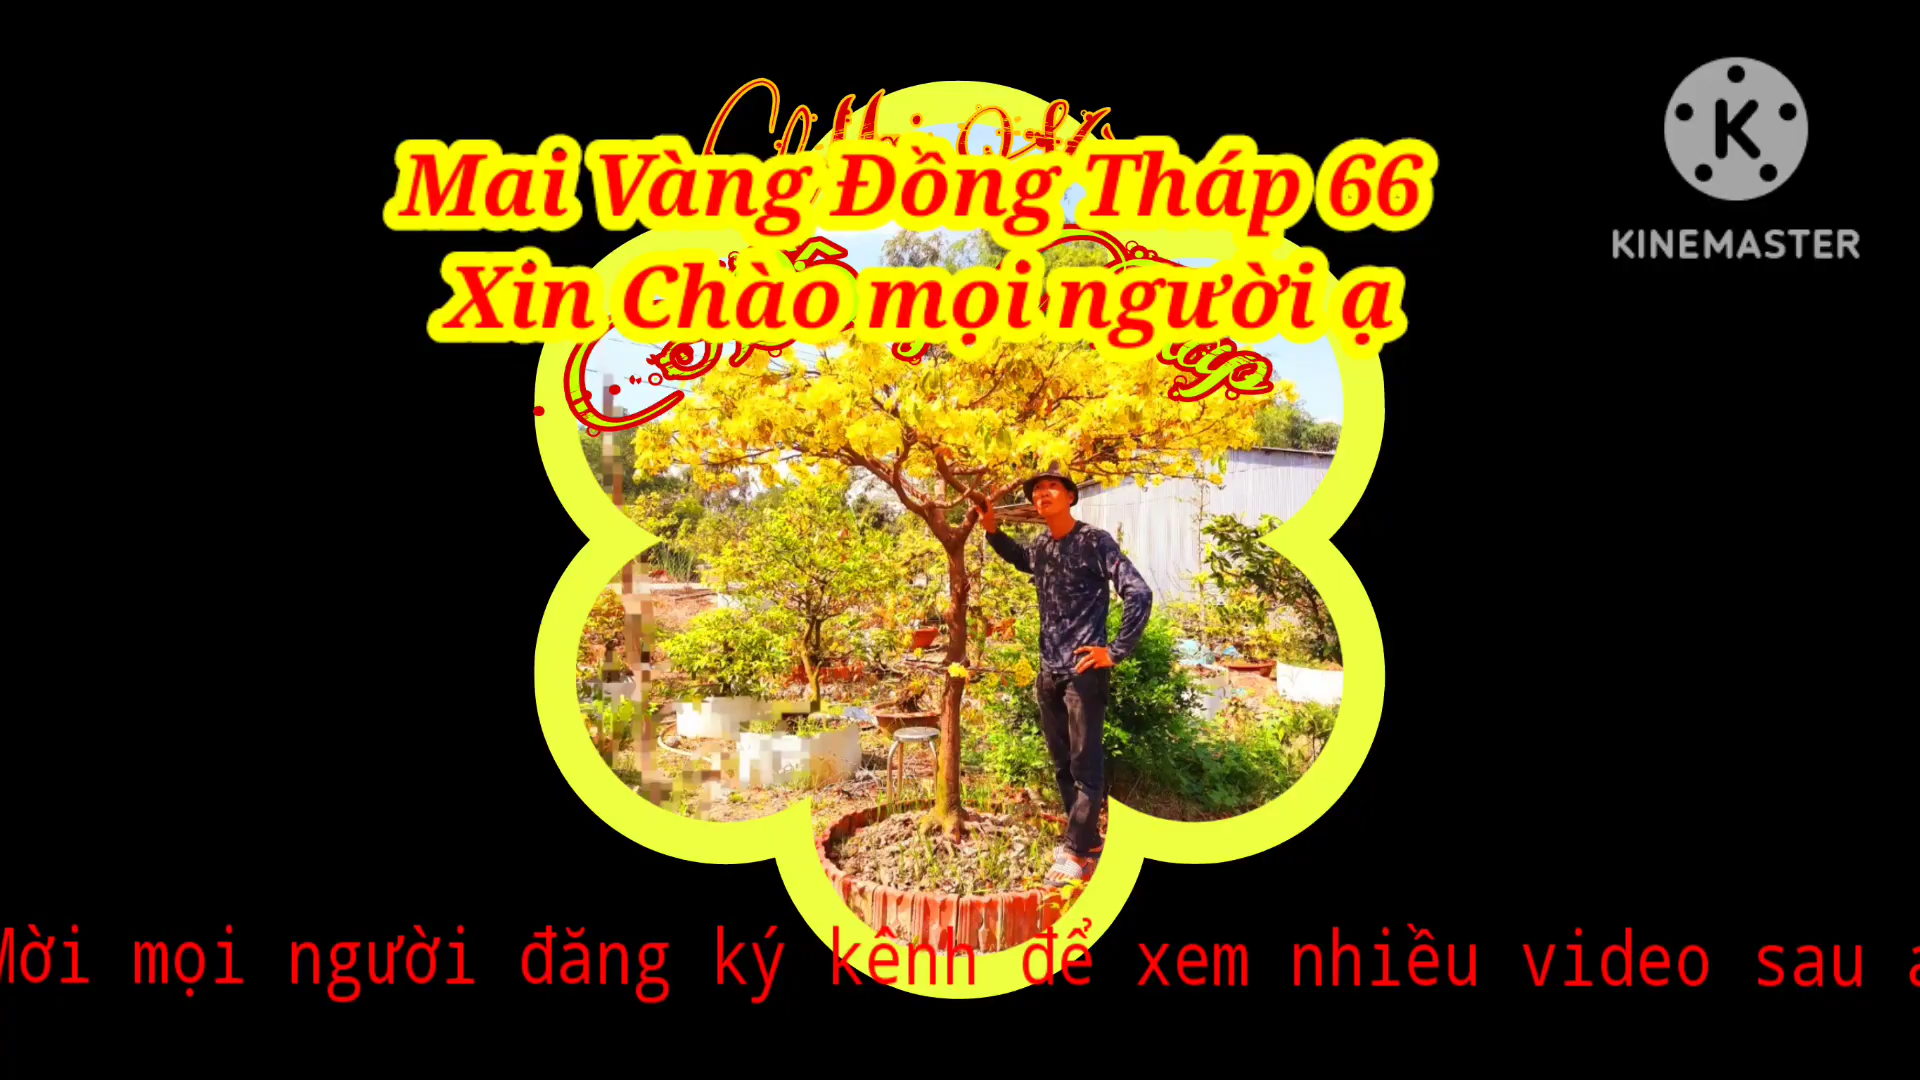 Mai Vàng Đồng Tháp 66
Xin Chào mọi người ạ
KINEMASTER
Mời mọi người đăng ký kênh để xem nhiều video sau